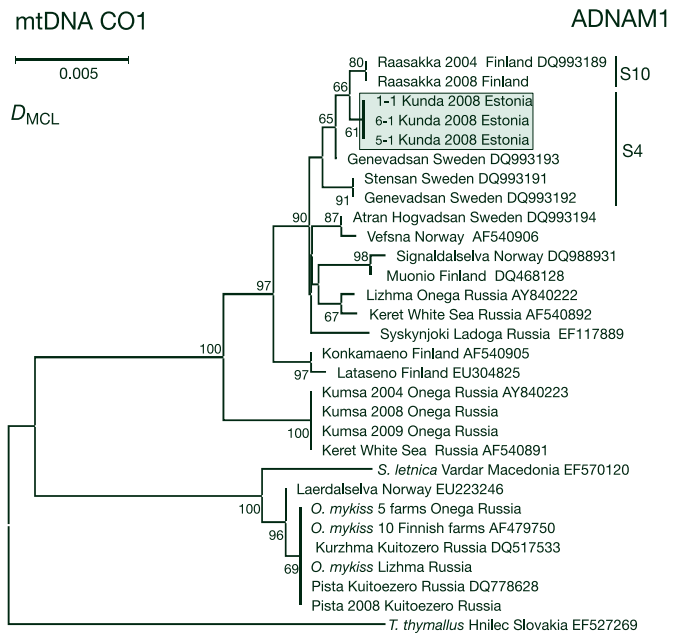 mtDNA CO1
ADNAM1
0.005
DMCL
80
Raasakka 2004 Finland DQ993189
Raasakka 2008 Finland
S10
66
1-1 Kunda 2008 Estonia
65
6-1 Kunda 2008 Estonia
61
5-1 Kunda 2008 Estonia
S4
Genevadsan Sweden DQ993193
Stensan Sweden DQ993191
91
Genevadsan Sweden DQ993192
90
87
Atran Hogvadsan Sweden DQ993194
Vefsna Norway AF540906
98
Signaldalselva Norway DQ988931
Muonio Finland DQ468128
97
Lizhma Onega Russia AY840222
67
Keret White Sea Russia AF540892
Syskynjoki Ladoga Russia EF117889
100
Konkamaeno Finland AF540905
97
Lataseno Finland EU304825
Kumsa 2004 Onega Russia AY840223
Kumsa 2008 Onega Russia
100
Kumsa 2009 Onega Russia
Keret White Sea Russia AF540891
S. letnica Vardar Macedonia EF570120
Laerdalselva Norway EU223246
100
O. mykiss 5 farms Onega Russia
96
O. mykiss 10 Finnish farms AF479750
Kurzhma Kuitozero Russia DQ517533
69
O. mykiss Lizhma Russia
Pista Kuitoezero Russia DQ778628
Pista 2008 Kuitozero Russia
T. thymallus Hnilec Slovakia EF527269